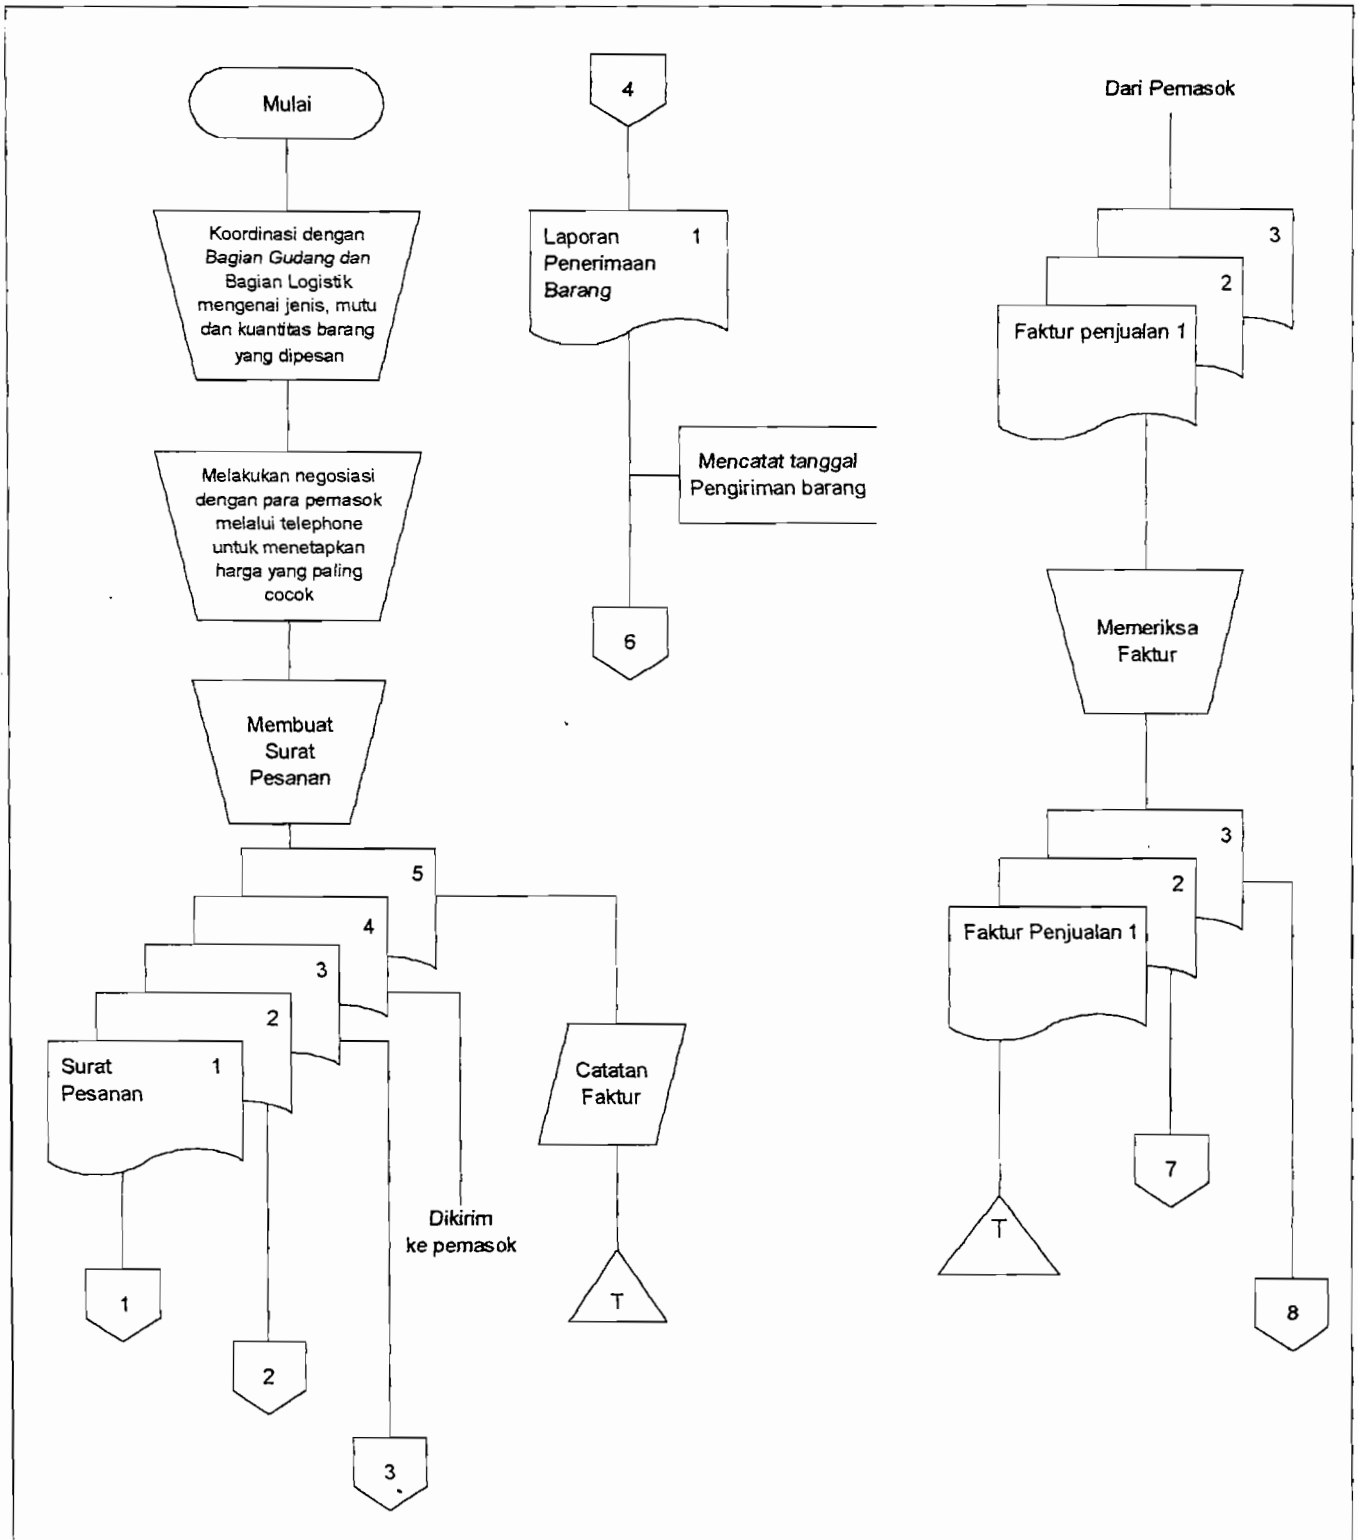 Mulai
Koordinasi dengan
Bagian Gudang dan
Bagian Logistik
mengenai jenis, mutu
dan kuantitas barang
yang dipesan
Melakukan negosiasi
dengan para pemasok
melalui telephone
untuk menetapkan
harga yang paling
cocok
Membuat
Surat
Pesanan
5
4
3
2
Surat 1
Pesanan
1
2
3
Dikirim
ke pemasok
Catatan
Faktur
T
4
Laporan 1
Penerimaan
Barang
Mencatat tanggal
Pengiriman barang
6
Dari Pemasok
3
2
Faktur penjualan 1
Memeriksa
Faktur
3
2
Faktur Penjualan 1
T
7
8